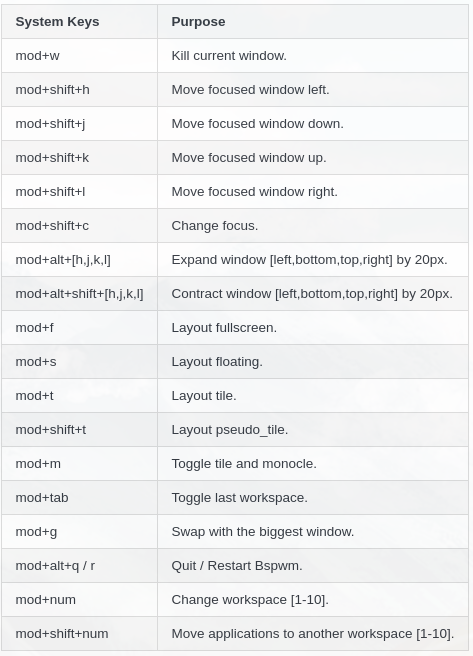 System Keys Purpose
mod+w Kill current window.
mod+shift+h Move focused window left.
mod+shift+j Move focused window down.
mod+shift+k Move focused window up.
mod+shift+l Move focused window right.
mod+shift+c Change focus.
mod+alt+[h,j,k,l] Expand window [left,bottom,top,right] by 20px.
mod+alt+shift+[h,j,k,l] Contract window [left,bottom,top,right] by 20px.
mod+f Layout fullscreen.
mod+s Layout floating.
mod+t Layout tile.
mod+shift+t Layout pseudo_tile.
mod+m Toggle tile and monocle.
mod+tab Toggle last workspace.
mod+g Swap with the biggest window.
mod+alt+q / r Quit / Restart Bspwm.
mod+num Change workspace [1-10].
mod+shift+num Move applications to another workspace [1-10].